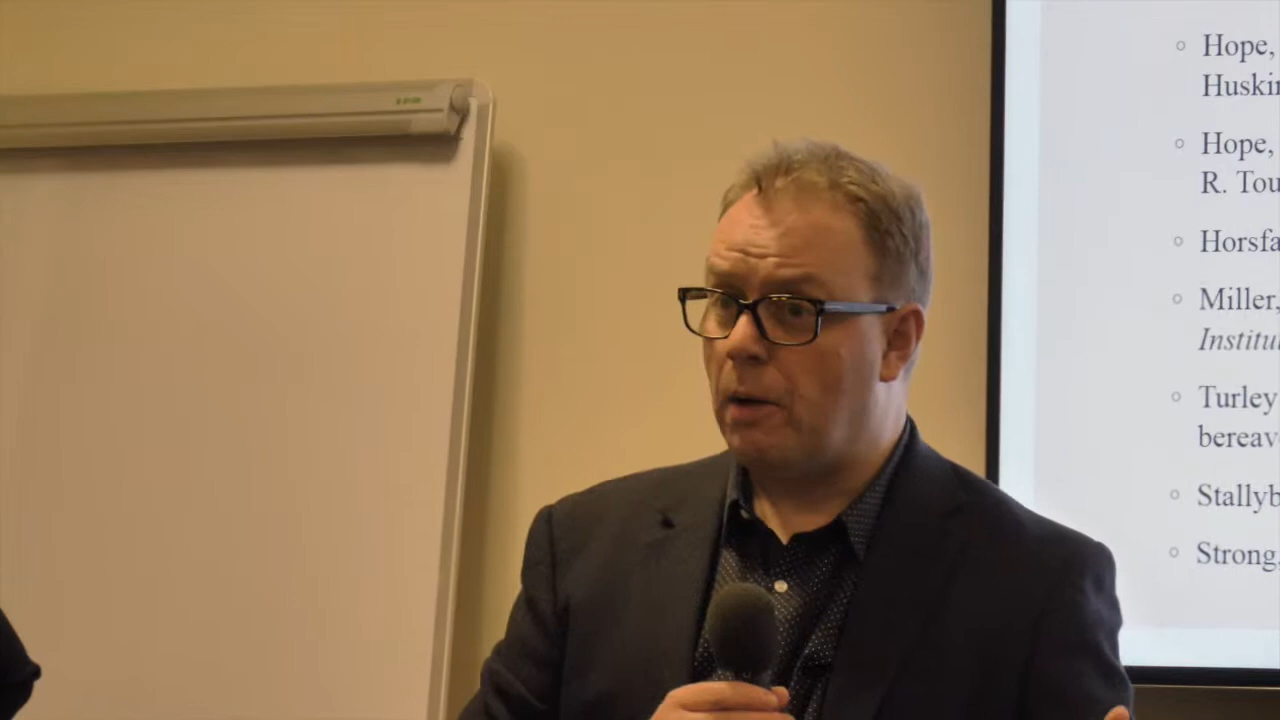 Hope,
Huskin
Hope,
R. Tou
Horsfa
Miller,
Institu
Turley
bereav
Stallyb
Strong,